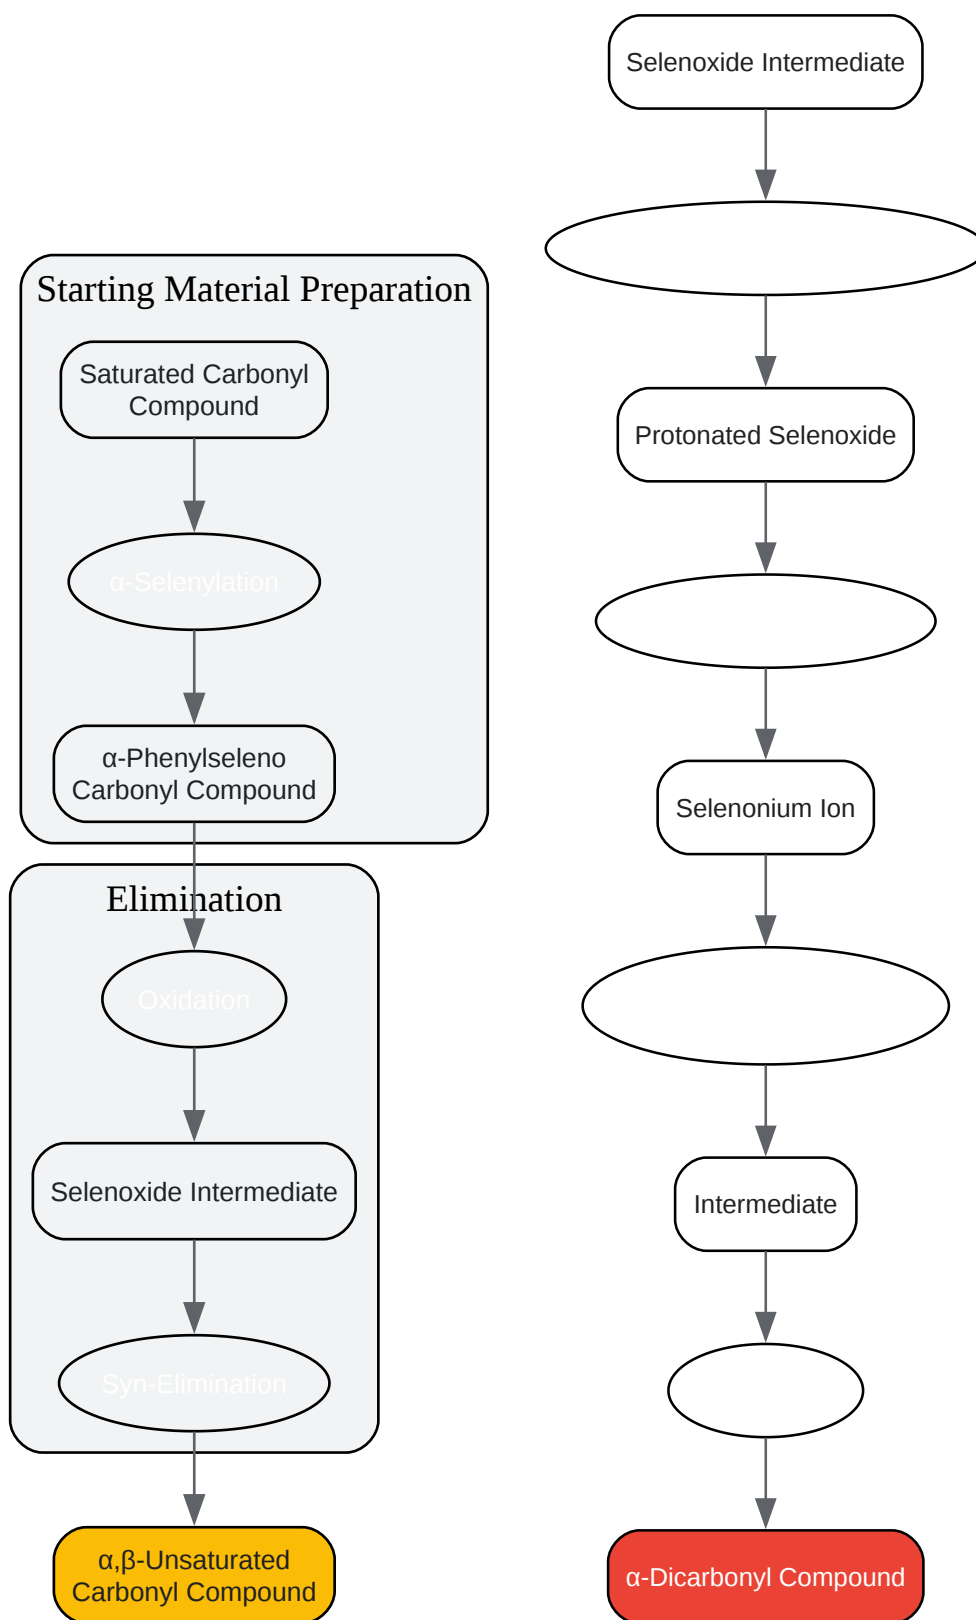 Starting Material Preparation
Saturated Carbonyl
Compound
α-Selenylation
α-Phenylseleno
Carbonyl Compound
Elimination
Oxidation
Selenoxide Intermediate
Syn-Elimination
α,β-Unsaturated
Carbonyl Compound
Selenoxide Intermediate
Protonated Selenoxide
Selenonium Ion
Intermediate
α-Dicarbonyl Compound